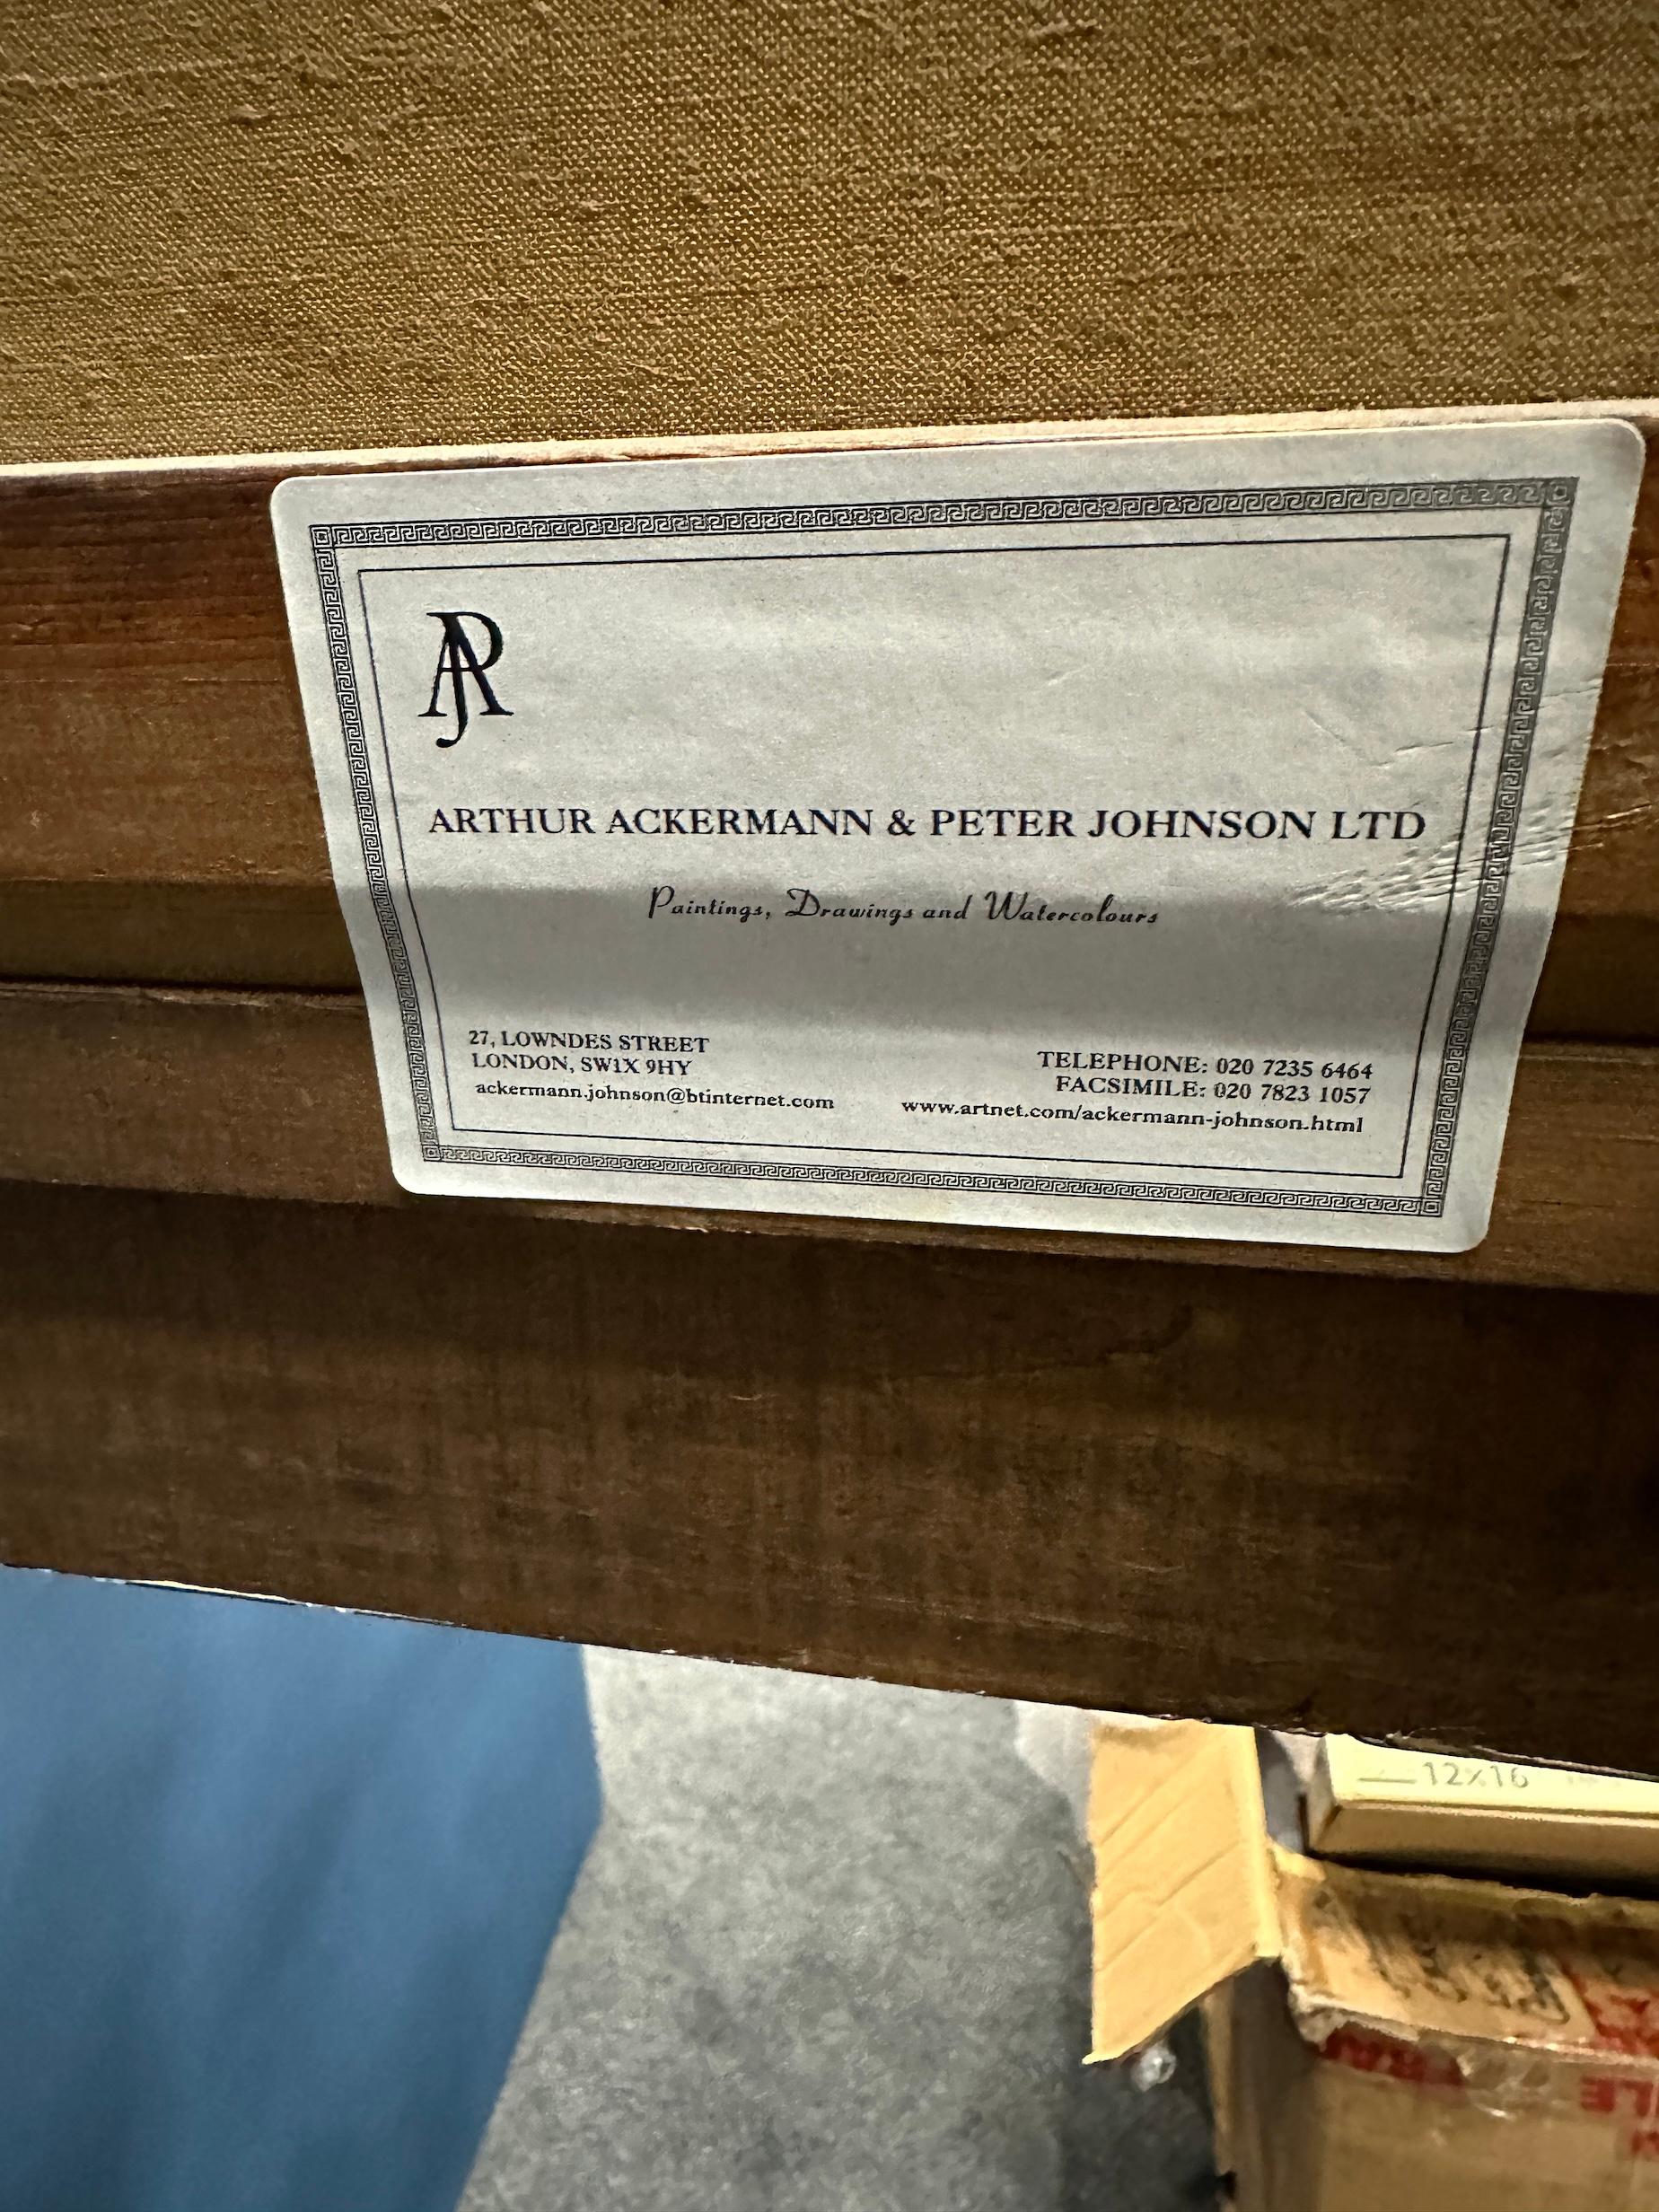 AJP
ARTHUR ACKERMANN & PETER JOHNSON LTD
Paintings, Drawings and Watercolours
27, LOWNDES STREET
LONDON, SW1X 9HY
ackermann.johnson@btinternet.com
TELEPHONE: 020 7235 6464
FACSIMILE: 020 7823 1057
www.artnet.com/ackermann-johnson.html
12x16